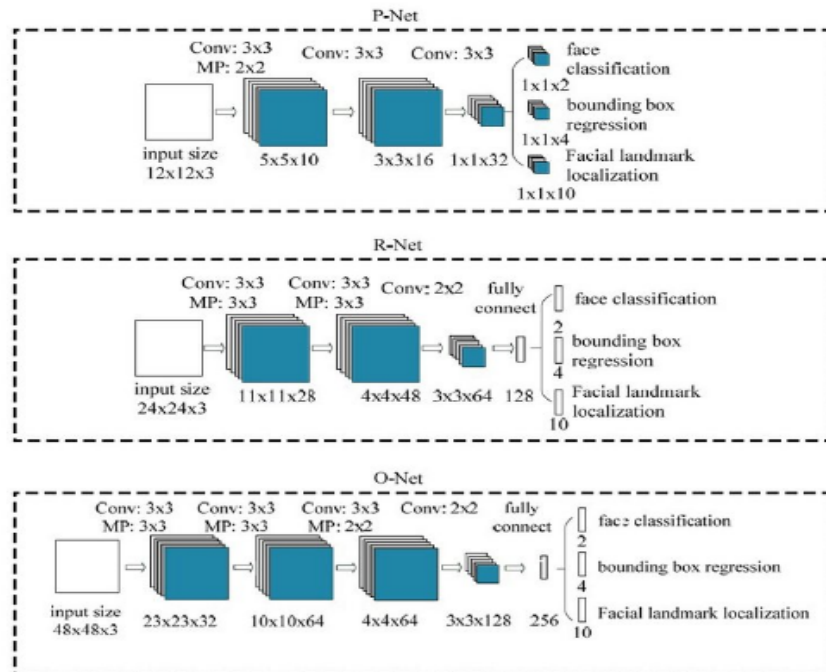 P-Net
Conv: 3x3
MP: 2x2
Conv: 3x3
Conv: 3x3
input size
12x12x3
5x5x10
3x3x16
1x1x32
face
classification
1x1x2
bounding box
regression
1x1x4
Facial landmark
localization
1x1x10
R-Net
Conv: 3x3
MP: 3x3
Conv: 3x3
MP: 3x3
Conv: 2x2
fully
connect
input size
24x24x3
11x11x28
4x4x48
3x3x64
128
face classification
2
bounding box
regression
4
Facial landmark
localization
10
O-Net
Conv: 3x3
MP: 3x3
Conv: 3x3
MP: 3x3
Conv: 3x3
MP: 2x2
Conv: 2x2
fully
connect
input size
48x48x3
23x23x32
10x10x64
4x4x64
3x3x128
256
face classification
2
bounding box regression
4
Facial landmark localization
10